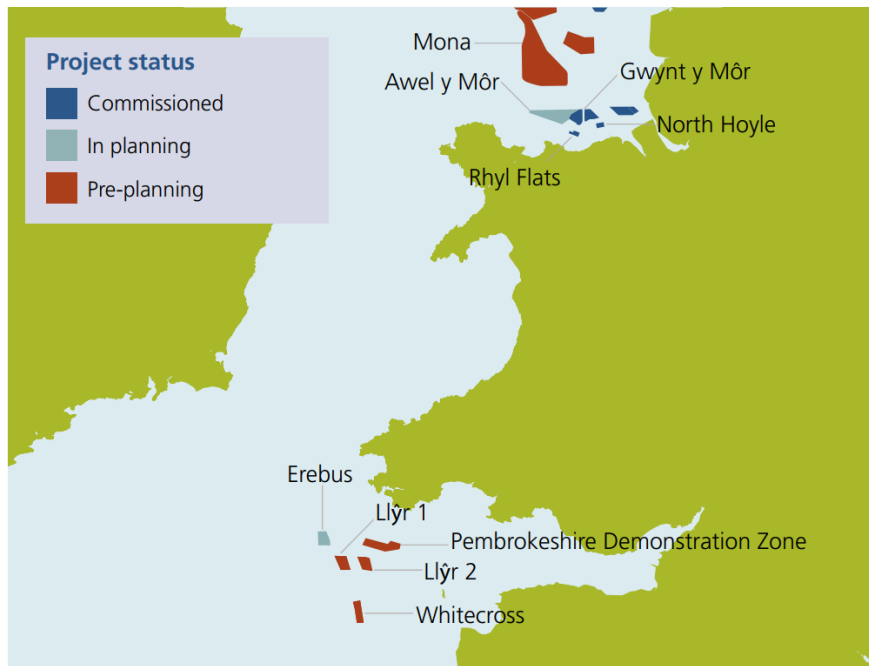 Project status
Commissioned
In planning
Pre-planning
Mona
Awel y Môr
Gwynt y Môr
North Hoyle
Rhyl Flats
Erebus
Llŷr 1
Pembrokeshire Demonstration Zone
Llŷr 2
Whitecross